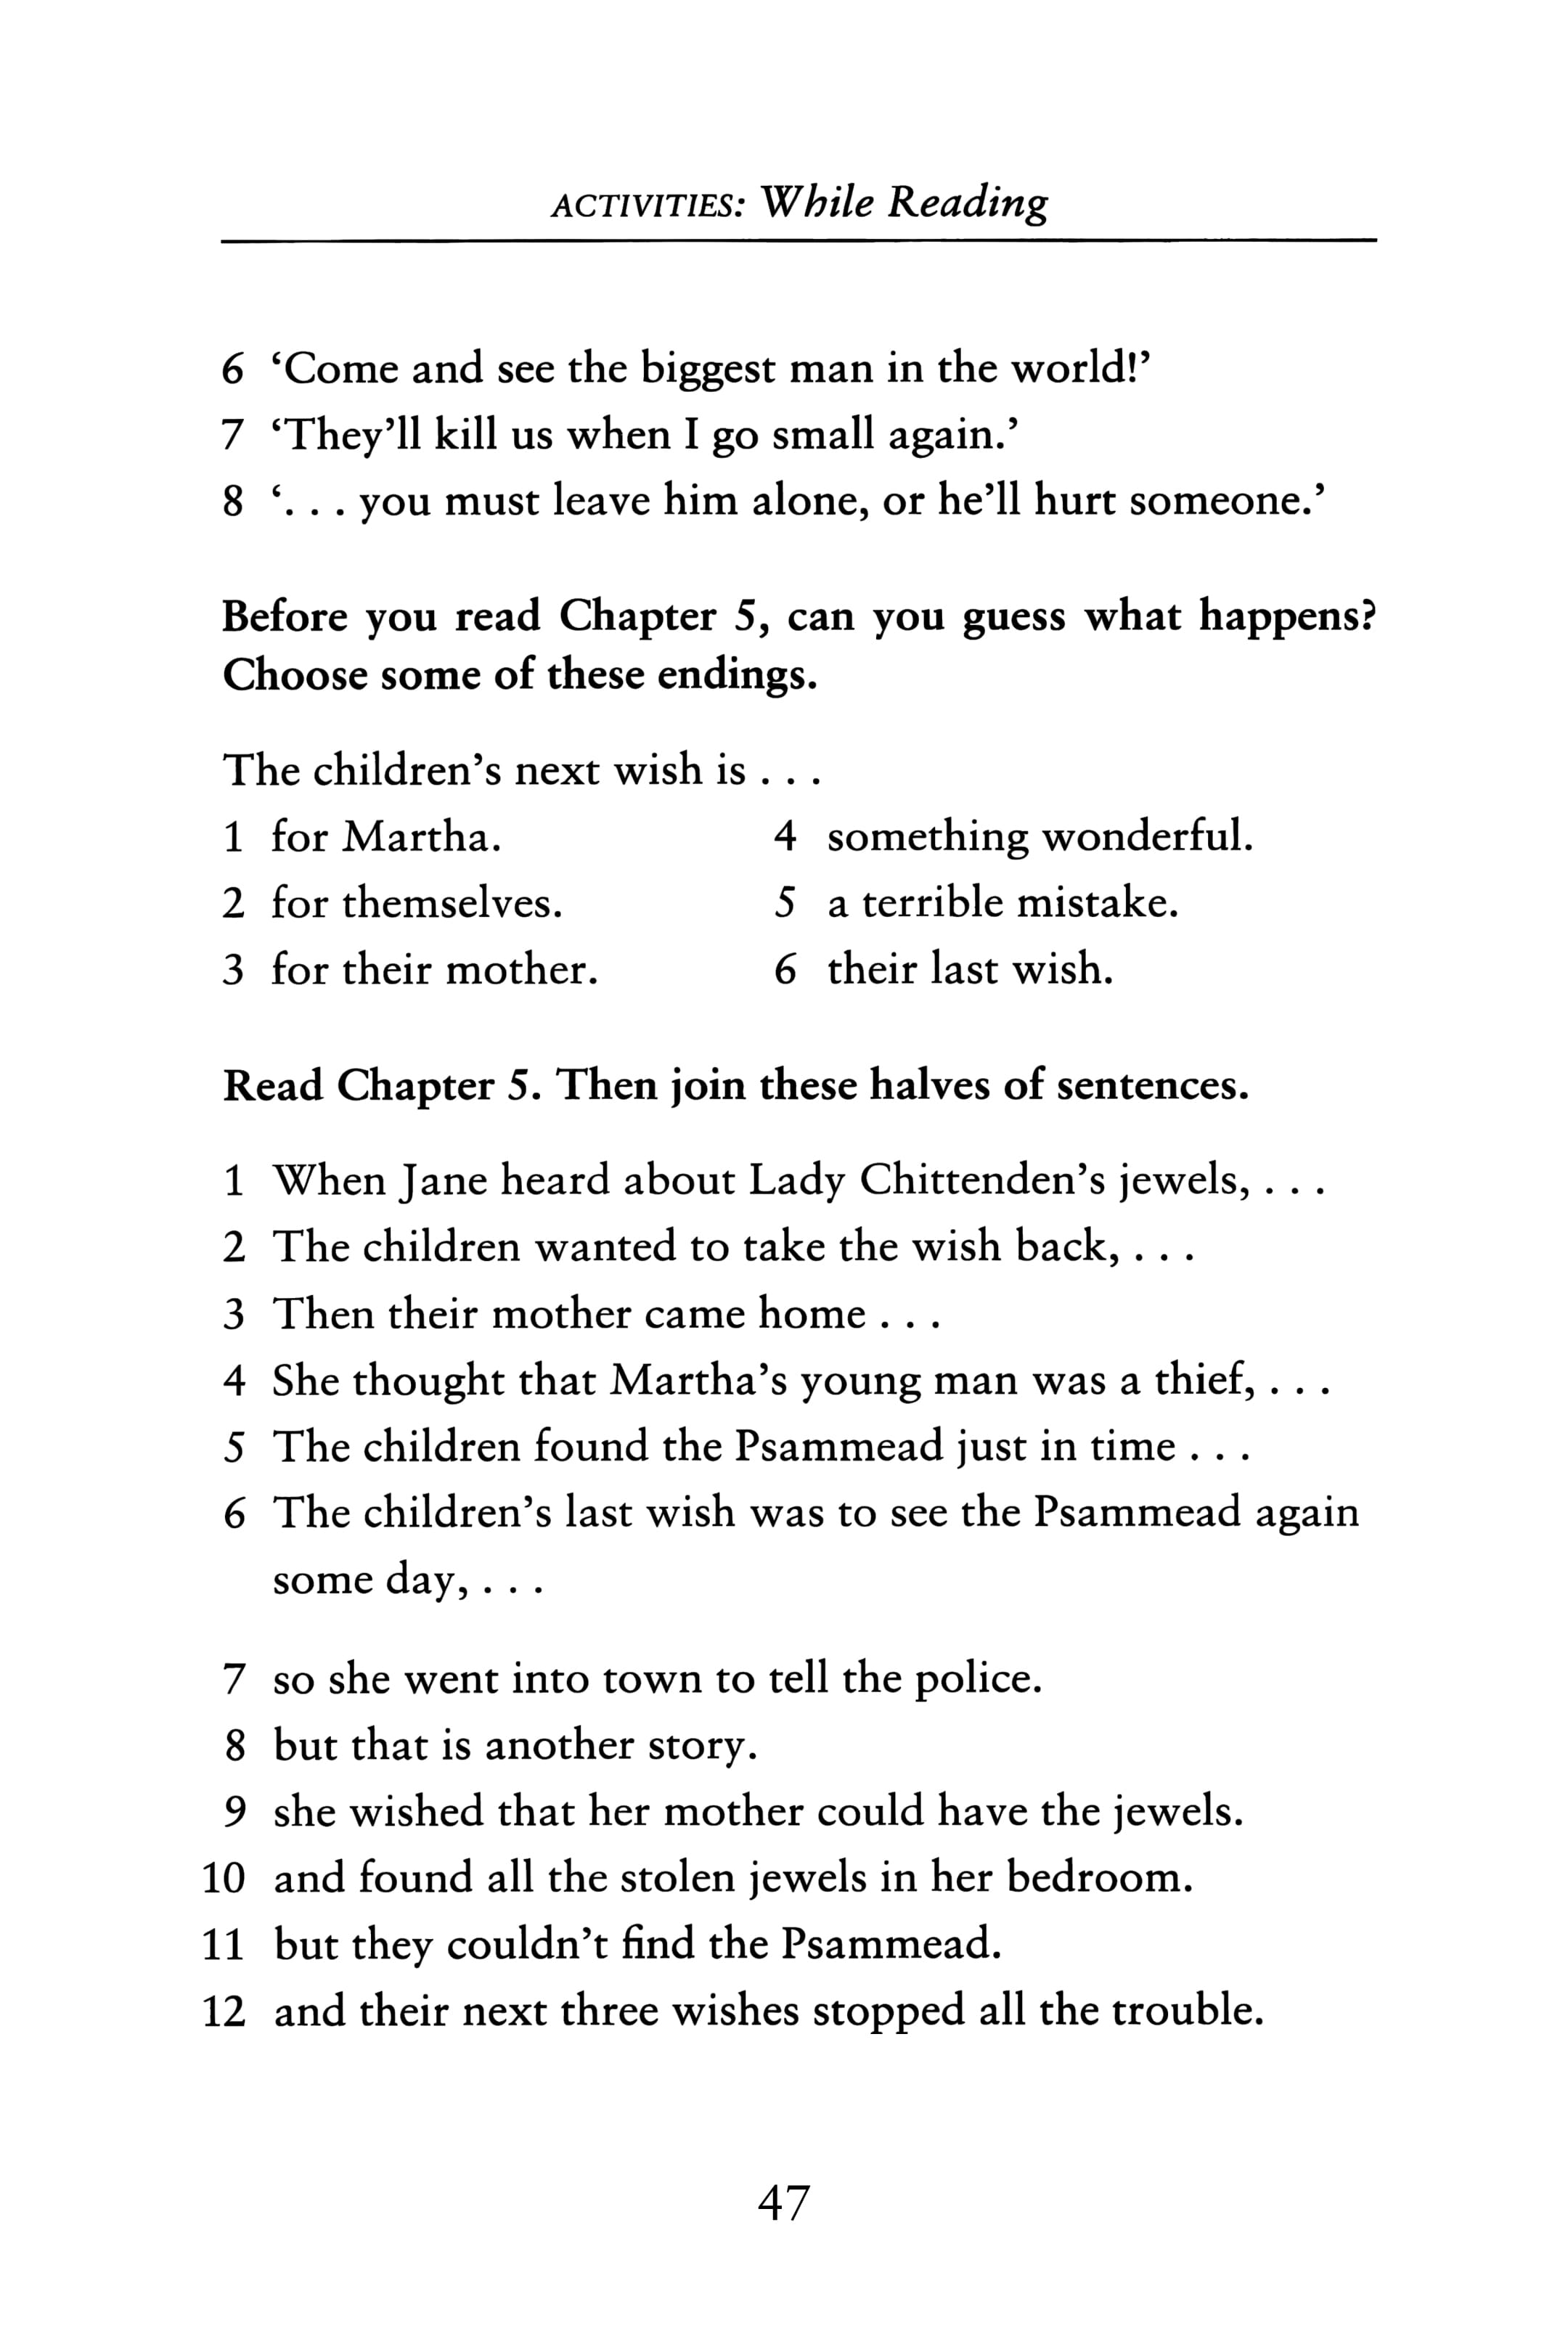 ACTIVITIES: While Reading
6 ‘Come and see the biggest man in the world!’
7 ‘They’ll kill us when I go small again.’
8 ‘. . . you must leave him alone, or he’ll hurt someone.’
Before you read Chapter 5, can you guess what happens?
Choose some of these endings.
The children’s next wish is . . .
1 for Martha.
2 for themselves.
3 for their mother.
4 something wonderful.
5 a terrible mistake.
6 their last wish.
Read Chapter 5. Then join these halves of sentences.
1 When Jane heard about Lady Chittenden’s jewels, . . .
2 The children wanted to take the wish back, . . .
3 Then their mother came home . . .
4 She thought that Martha’s young man was a thief, . . .
5 The children found the Psammead just in time . . .
6 The children’s last wish was to see the Psammead again
some day, . . .
7 so she went into town to tell the police.
8 but that is another story.
9 she wished that her mother could have the jewels.
10 and found all the stolen jewels in her bedroom.
11 but they couldn’t find the Psammead.
12 and their next three wishes stopped all the trouble.
47